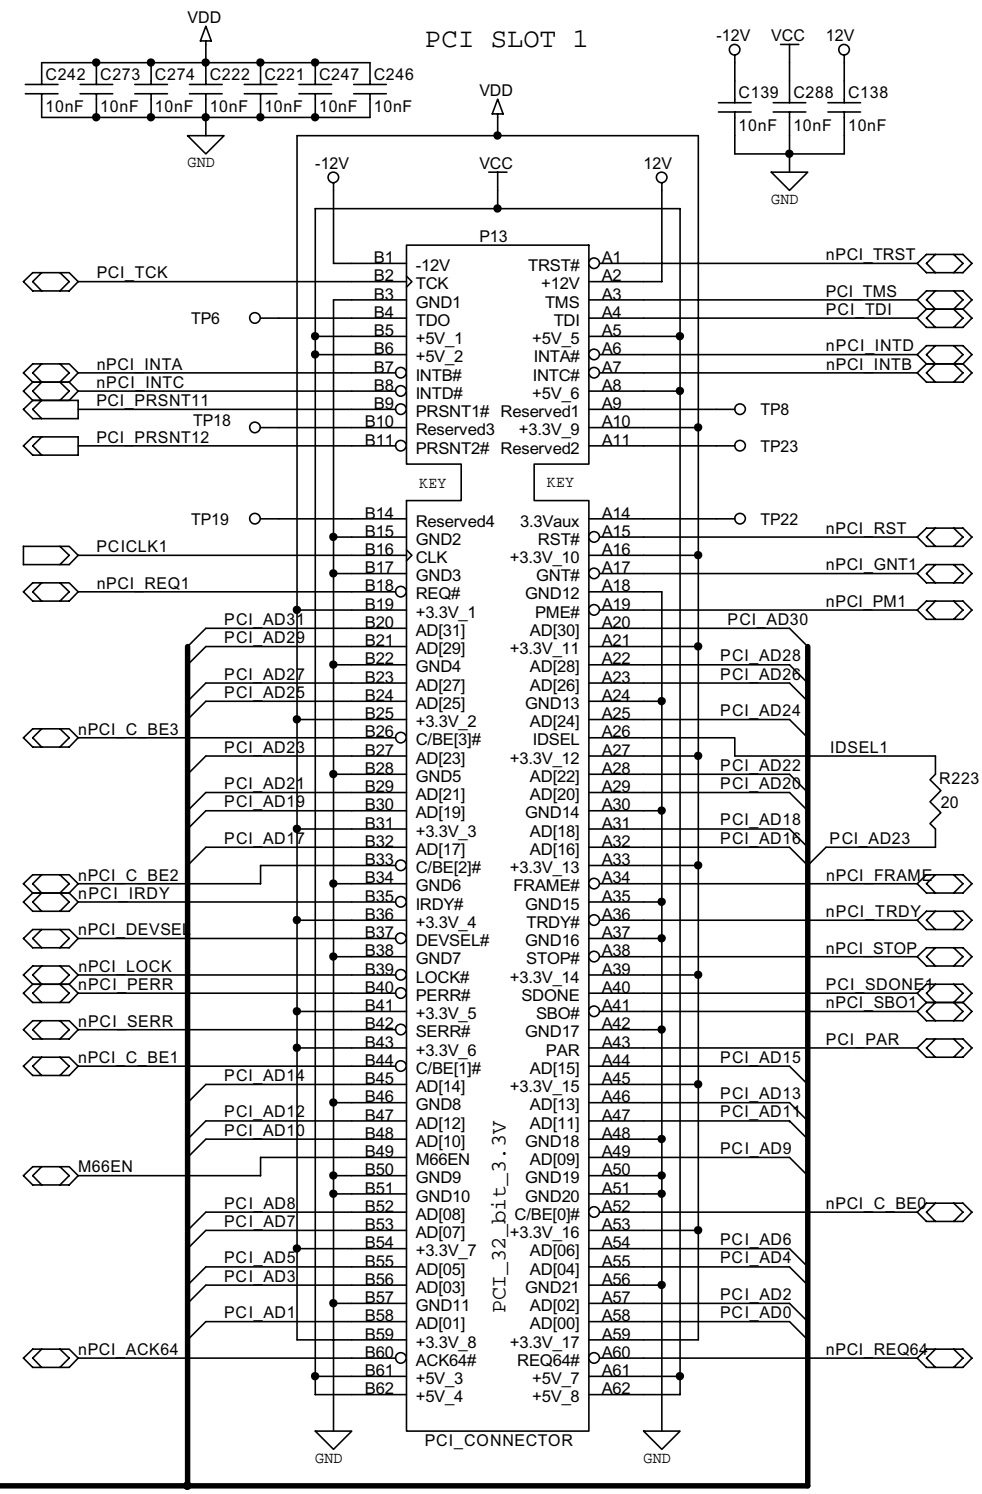 VDD
PCI SLOT 1
-12V VCC 12V
C242 C273 C274 C222 C221 C247 C246
10nF 10nF 10nF 10nF 10nF 10nF 10nF
GND
C139 C288 C138
10nF 10nF 10nF
GND
VDD
-12V VCC 12V
P13
B1 -12V TRST# A1 nPCI_TRST
PCI_TCK B2 TCK +12V A2
B3 GND1 TMS A3 PCI_TMS
TP6 B4 TDO TDI A4 PCI_TDI
B5 +5V_1 +5V_5 A5
B6 +5V_2 INTA# A6 nPCI_INTD
nPCI_INTA B7 INTB# INTC# A7 nPCI_INTB
nPCI_INTC B8 INTD# +5V_6 A8
PCI_PRSNT11 B9 PRSNT1# Reserved1 A9 TP8
TP18 B10 Reserved3 +3.3V_9 A10
PCI_PRSNT12 B11 PRSNT2# Reserved2 A11 TP23
KEY KEY
TP19 B14 Reserved4 3.3Vaux A14 TP22
B15 GND2 RST# A15 nPCI_RST
PCICLK1 B16 CLK +3.3V_10 A16
B17 GND3 GNT# A17 nPCI_GNT1
nPCI_REQ1 B18 REQ# GND12 A18
B19 +3.3V_1 PME# A19 nPCI_PM1
PCI_AD31 B20 AD[31] AD[30] A20 PCI_AD30
PCI_AD29 B21 AD[29] +3.3V_11 A21
B22 GND4 AD[28] A22 PCI_AD28
PCI_AD27 B23 AD[27] AD[26] A23 PCI_AD26
PCI_AD25 B24 AD[25] GND13 A24
B25 +3.3V_2 AD[24] A25 PCI_AD24
nPCI_C_BE3 B26 C/BE[3]# IDSEL A26
PCI_AD23 B27 AD[23] +3.3V_12 A27 IDSEL1
B28 GND5 AD[22] A28 PCI_AD22
R223
20
PCI_AD21 B29 AD[21] AD[20] A29 PCI_AD20
PCI_AD19 B30 AD[19] GND14 A30
B31 +3.3V_3 AD[18] A31 PCI_AD18
PCI_AD17 B32 AD[17] AD[16] A32 PCI_AD16 PCI_AD23
B33 C/BE[2]# +3.3V_13 A33
nPCI_C_BE2 B34 GND6 FRAME# A34 nPCI_FRAME
nPCI_IRDY B35 IRDY# GND15 A35
B36 +3.3V_4 TRDY# A36 nPCI_TRDY
nPCI_DEVSEL B37 DEVSEL# GND16 A37
B38 GND7 STOP# A38 nPCI_STOP
nPCI_LOCK B39 LOCK# +3.3V_14 A39
nPCI_PERR B40 PERR# SDONE A40 PCI_SDONE1
B41 +3.3V_5 SBO# A41 nPCI_SBO1
nPCI_SERR B42 SERR# GND17 A42
B43 +3.3V_6 PAR A43 PCI_PAR
nPCI_C_BE1 B44 C/BE[1]# AD[15] A44 PCI_AD15
PCI_AD14 B45 AD[14] +3.3V_15 A45
B46 GND8 AD[13] A46 PCI_AD13
PCI_AD12 B47 AD[12] AD[11] A47 PCI_AD11
PCI_AD10 B48 AD[10] GND18 A48
M66EN B49 M66EN AD[09] A49 PCI_AD9
B50 GND9 GND19 A50
B51 GND10 GND20 A51
PCI_AD8 B52 AD[08] C/BE[0]# A52 nPCI_C_BE0
PCI_AD7 B53 AD[07] +3.3V_16 A53
B54 +3.3V_7 AD[06] A54 PCI_AD6
PCI_AD5 B55 AD[05] AD[04] A55 PCI_AD4
PCI_AD3 B56 AD[03] GND21 A56
B57 GND11 AD[02] A57 PCI_AD2
PCI_AD1 B58 AD[01] AD[00] A58 PCI_AD0
B59 +3.3V_8 +3.3V_17 A59
nPCI_ACK64 B60 ACK64# REQ64# A60 nPCI_REQ64
B61 +5V_3 +5V_7 A61
B62 +5V_4 +5V_8 A62
PCI_32_bit_3.3V
PCI_CONNECTOR
GND GND